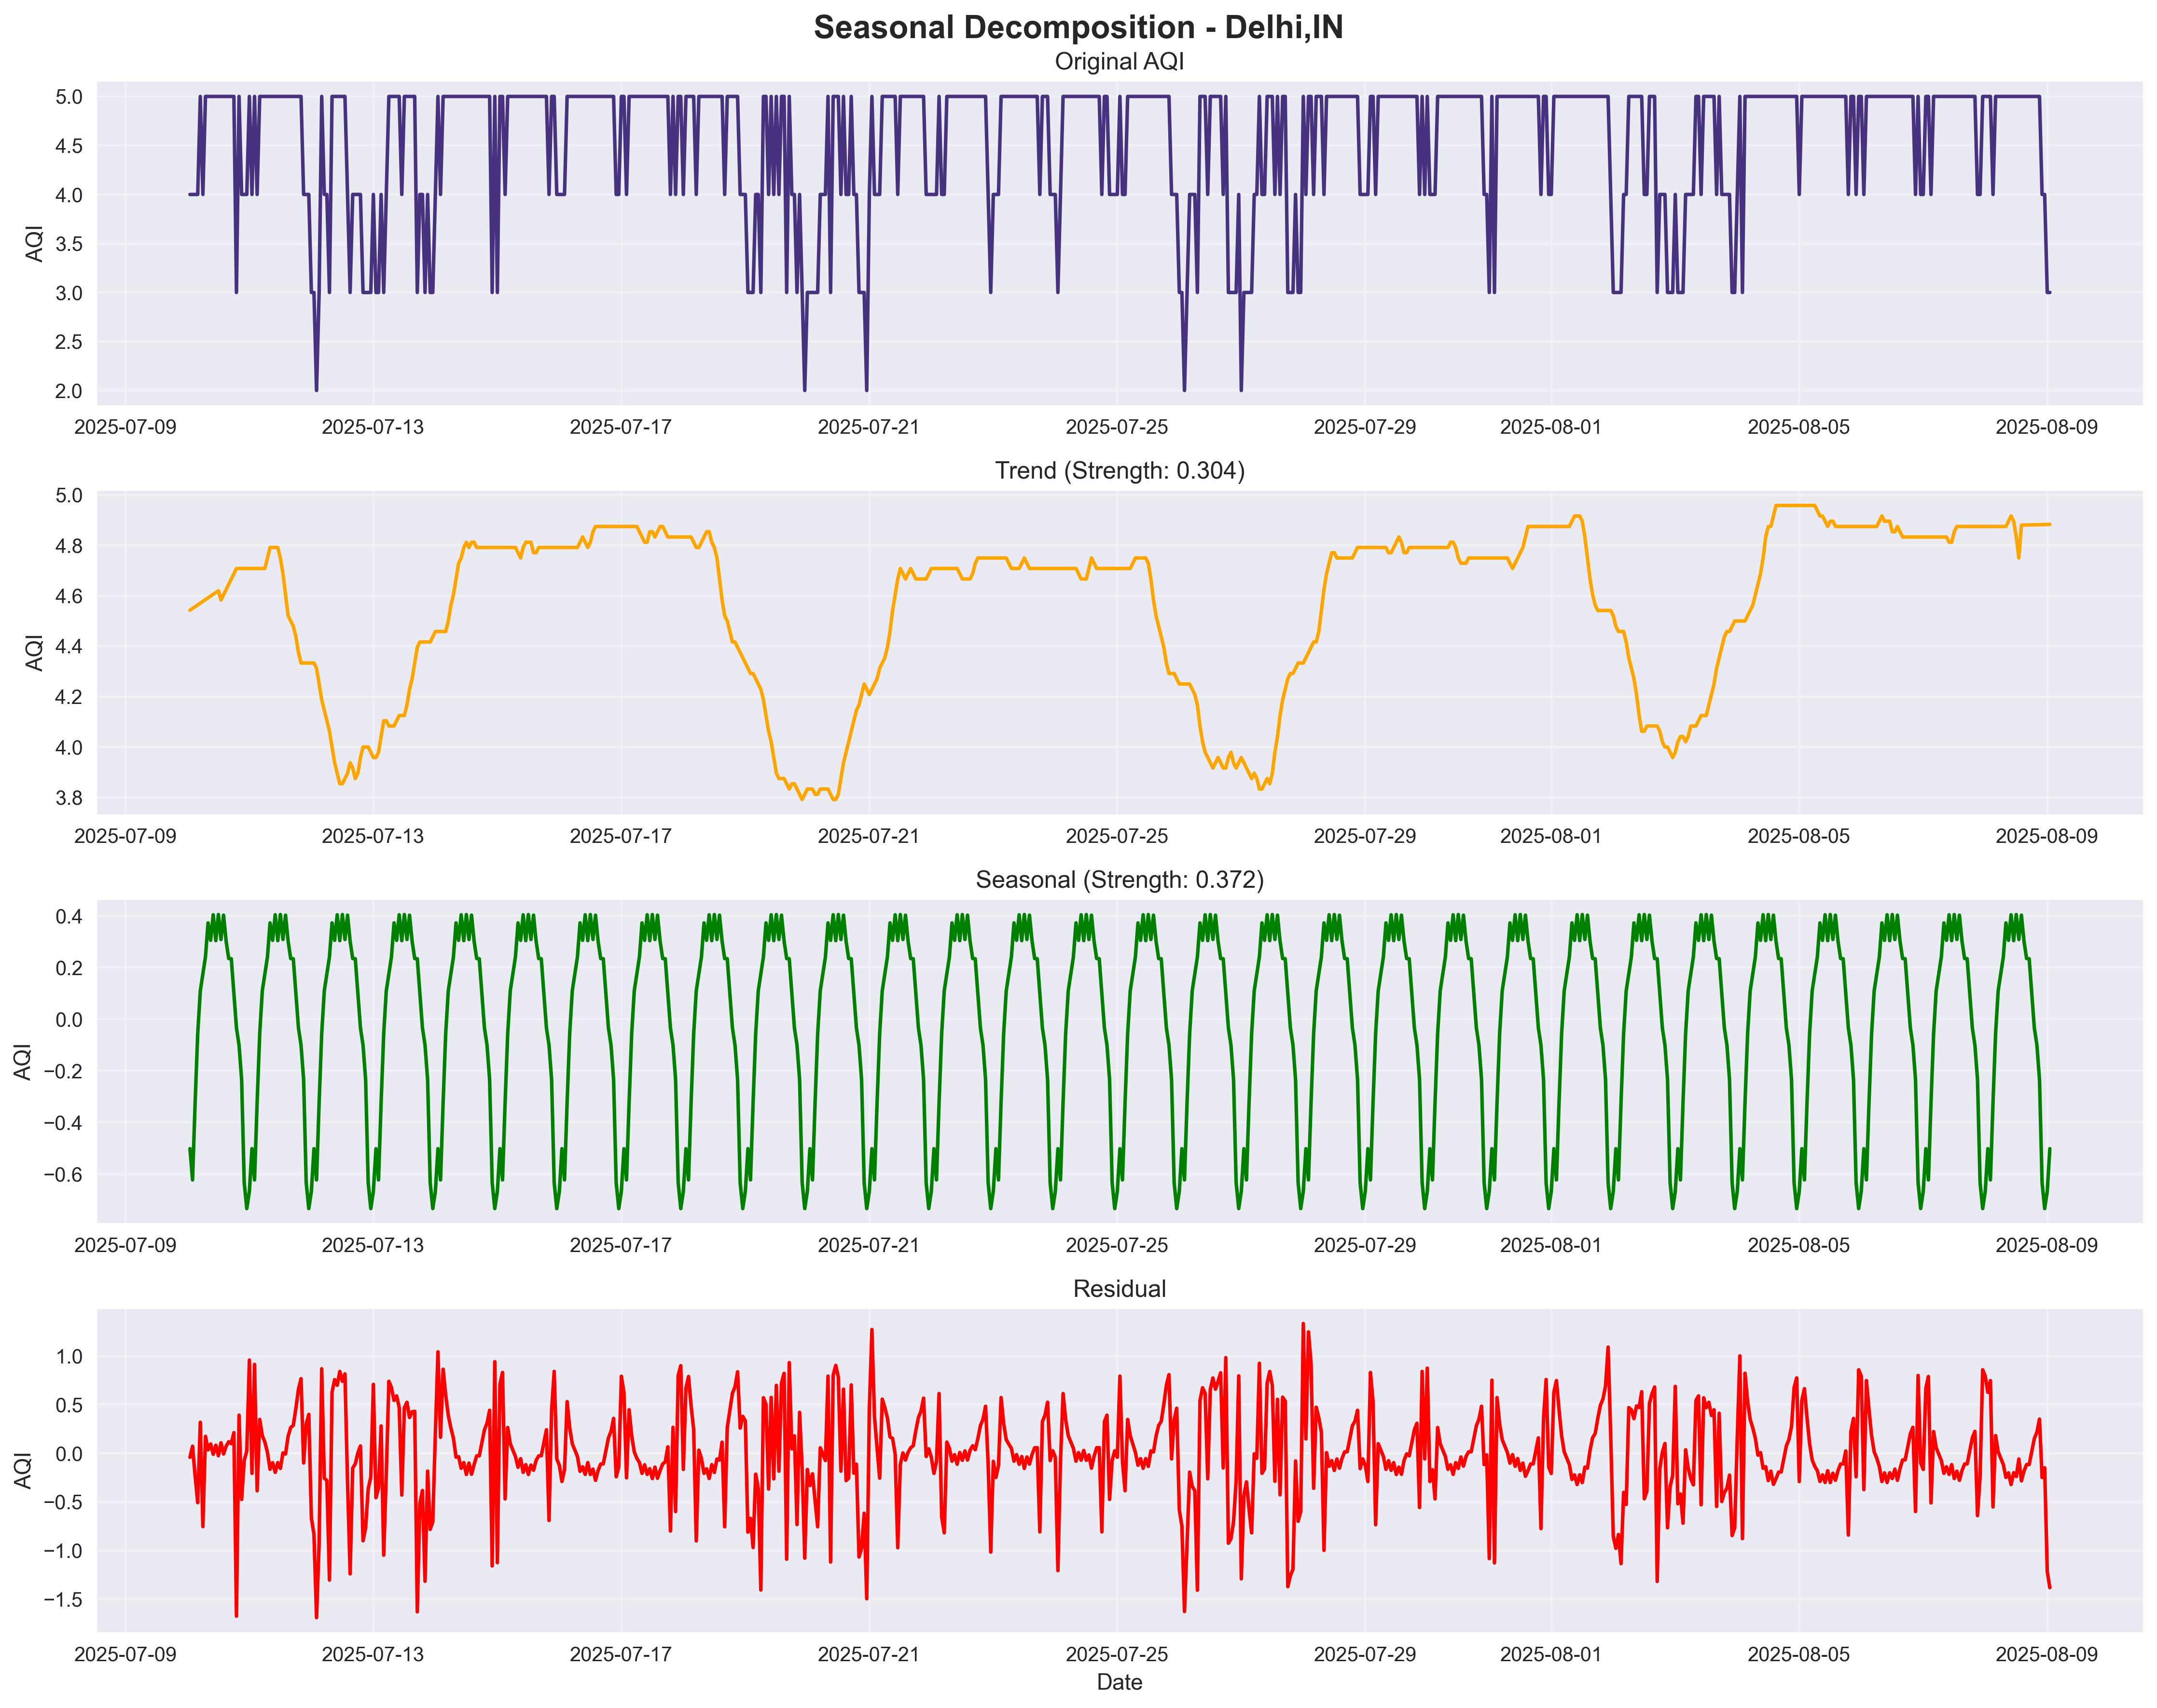 Seasonal Decomposition - Delhi,IN
Original AQI
5.0
4.5
4.0
3.5
3.0
2.5
2.0
AQI
2025-07-09 2025-07-13 2025-07-17 2025-07-21 2025-07-25 2025-07-29 2025-08-01 2025-08-05 2025-08-09
Trend (Strength: 0.304)
5.0
4.8
4.6
4.4
4.2
4.0
3.8
AQI
2025-07-09 2025-07-13 2025-07-17 2025-07-21 2025-07-25 2025-07-29 2025-08-01 2025-08-05 2025-08-09
Seasonal (Strength: 0.372)
0.4
0.2
0.0
−0.2
−0.4
−0.6
AQI
2025-07-09 2025-07-13 2025-07-17 2025-07-21 2025-07-25 2025-07-29 2025-08-01 2025-08-05 2025-08-09
Residual
1.0
0.5
0.0
−0.5
−1.0
−1.5
AQI
2025-07-09 2025-07-13 2025-07-17 2025-07-21 2025-07-25 2025-07-29 2025-08-01 2025-08-05 2025-08-09
Date